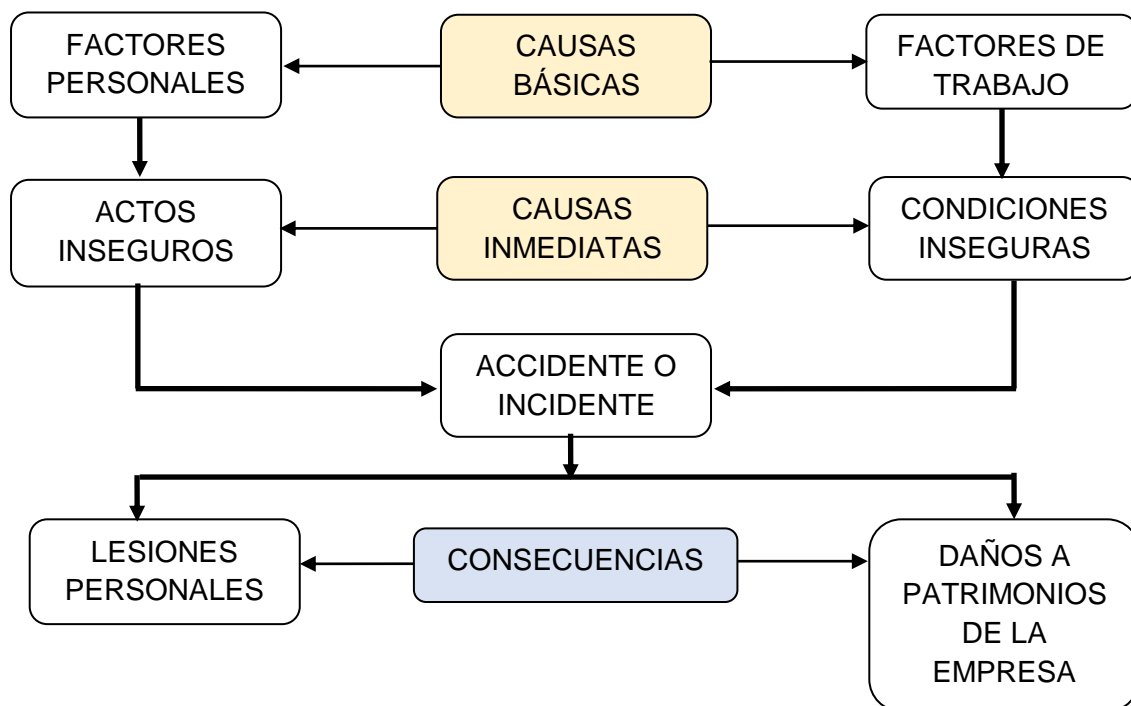 FACTORES
PERSONALES
CAUSAS
BÁSICAS
FACTORES DE
TRABAJO
ACTOS
INSEGUROS
CAUSAS
INMEDIATAS
CONDICIONES
INSEGURAS
ACCIDENTE O
INCIDENTE
LESIONES
PERSONALES
CONSECUENCIAS
DAÑOS A
PATRIMONIOS
DE LA
EMPRESA